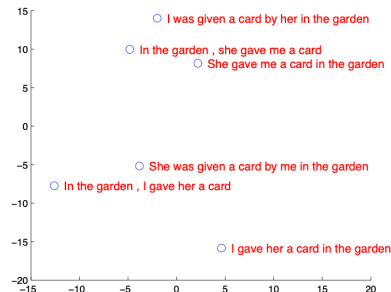 15
I was given a card by her in the garden
10
In the garden , she gave me a card
She gave me a card in the garden
5
0
She was given a card by me in the garden
−5
In the garden , I gave her a card
−10
−15
I gave her a card in the garden
−20
−15 −10 −5 0 5 10 15 20